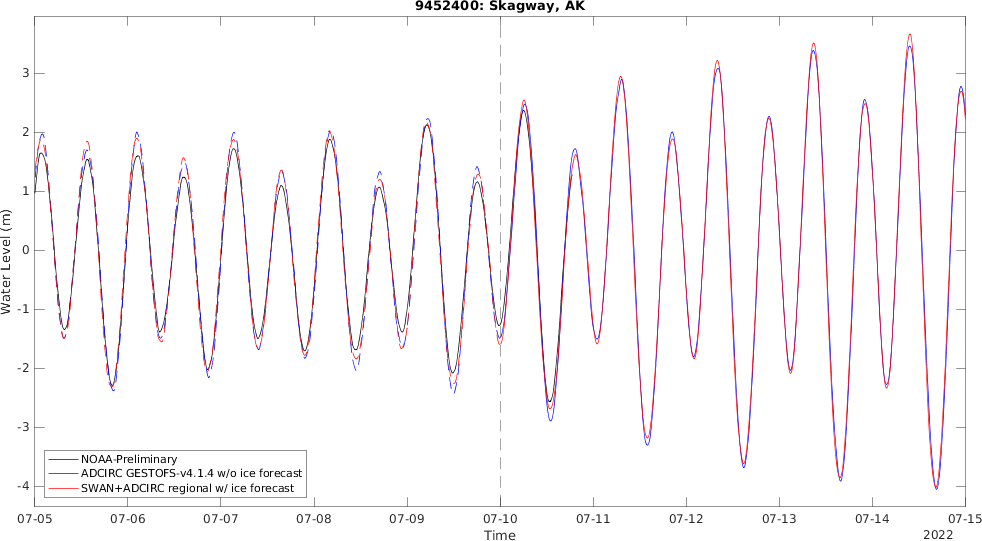 9452400: Skagway, AK
3
2
1
0
-1
-2
-3
-4
Water Level (m)
NOAA-Preliminary
ADCIRC GESTOFS-v4.1.4 w/o ice forecast
SWAN+ADCIRC regional w/ ice forecast
07-05 07-06 07-07 07-08 07-09 07-10 07-11 07-12 07-13 07-14 07-15
Time
2022